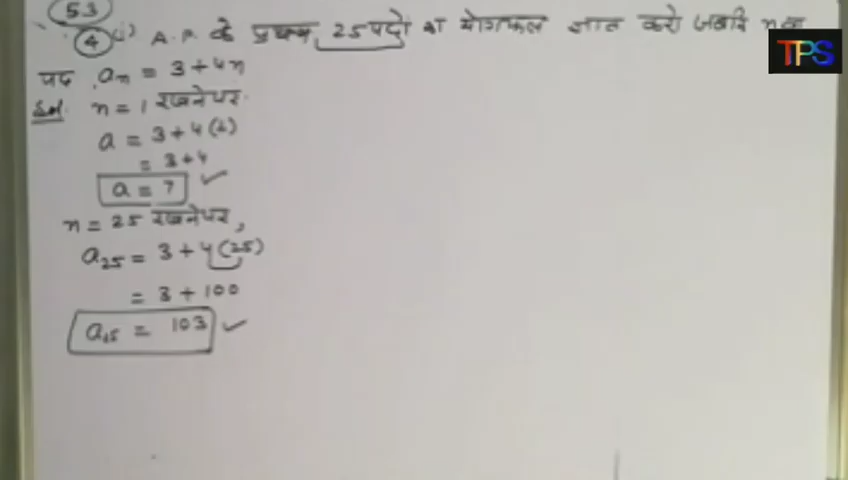 53
④ (i) A.P. के प्रथम 25 पदों का योगफल ज्ञात करो जबकि n वा
TPS
पद, an = 3 + 4n
Sol. n = 1 रखने पर
a = 3 + 4(1)
= 3 + 4
a = 7 ✓
n = 25 रखने पर,
a25 = 3 + 4(25)
= 3 + 100
a25 = 103 ✓